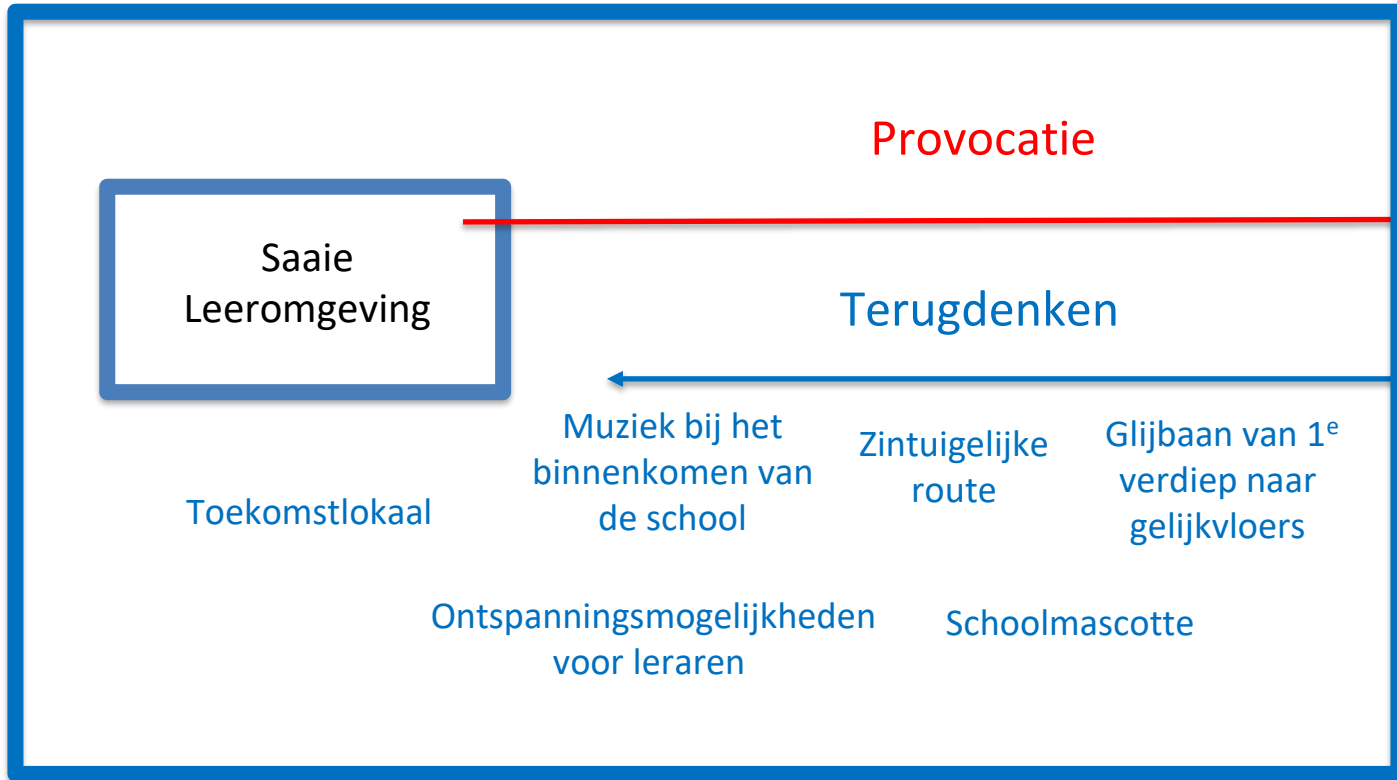 Provocatie
Saaie
Leeromgeving
Terugdenken
Muziek bij het
binnenkomen van
de school
Zintuigelijke
route
Glijbaan van 1e
verdiep naar
gelijkvloers
Toekomstlokaal
Ontspanningsmogelijkheden
voor leraren
Schoolmascotte